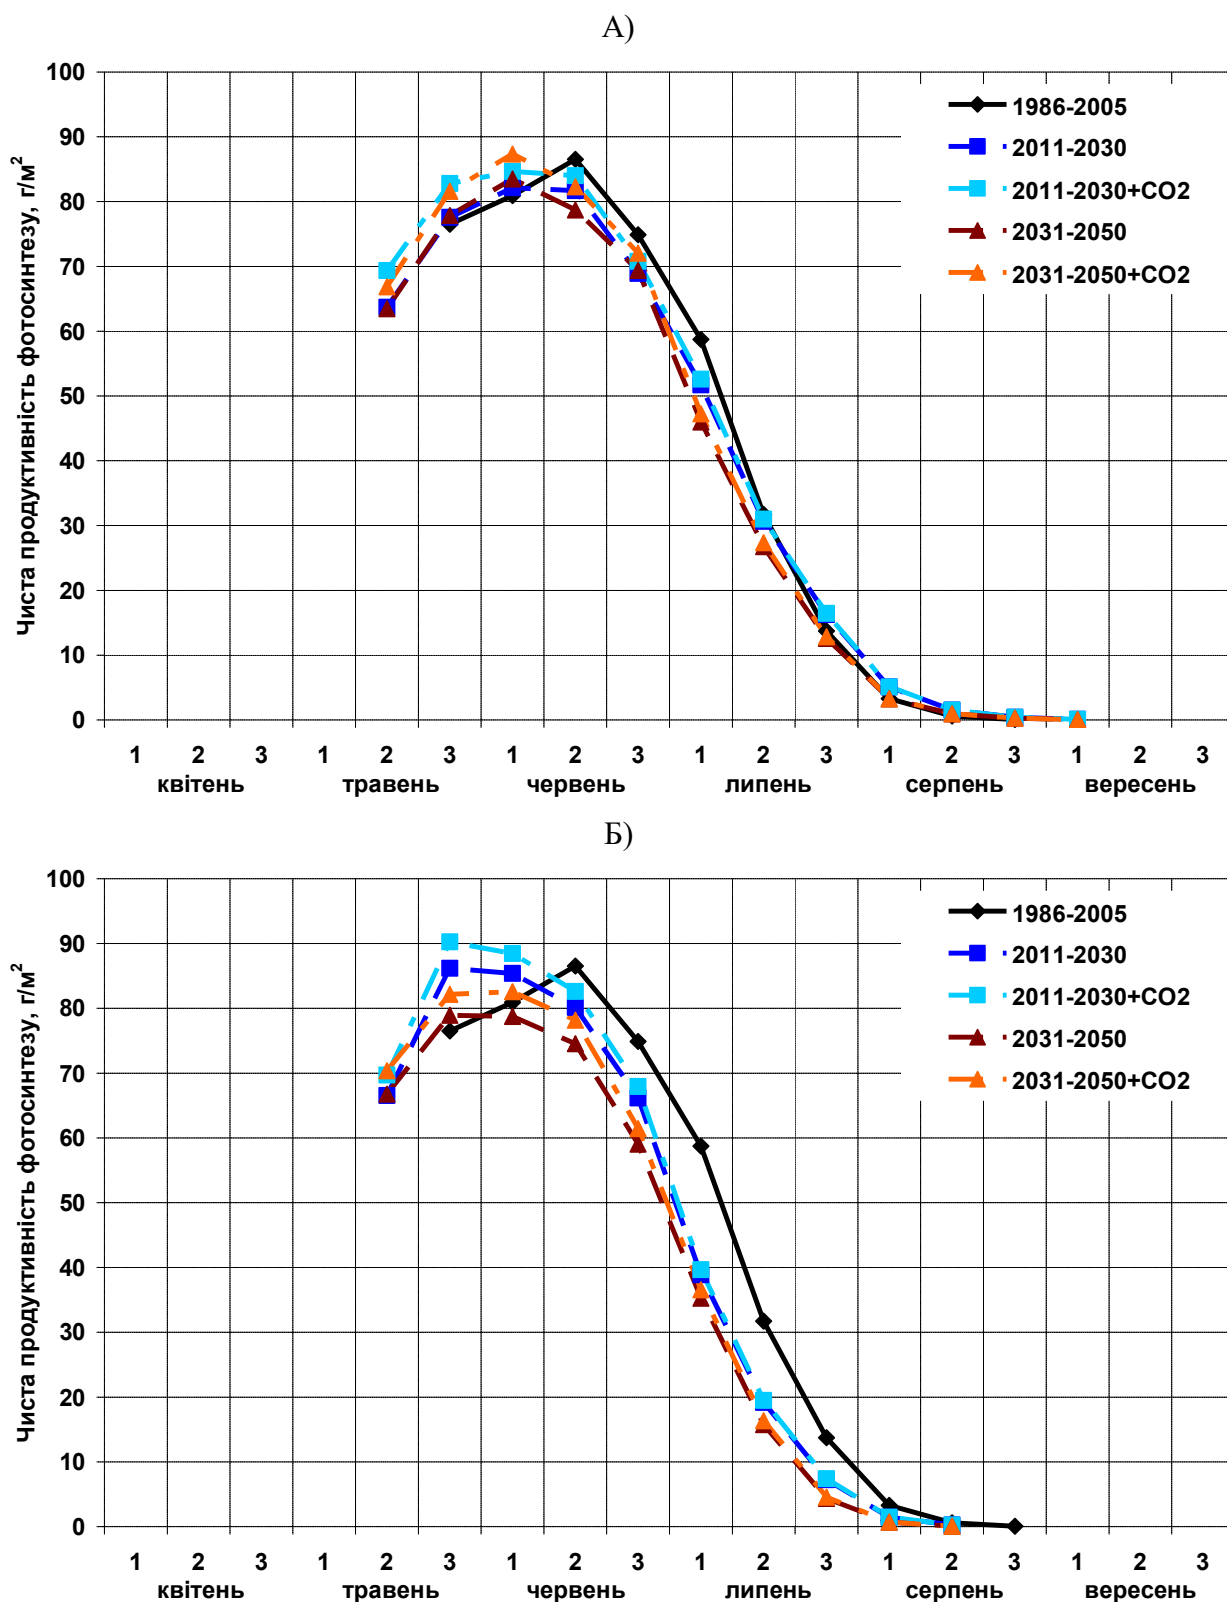 А)
Чиста продуктивність фотосинтезу, г/м²
100
90
80
70
60
50
40
30
20
10
0
1986-2005
2011-2030
2011-2030+CO2
2031-2050
2031-2050+CO2
1 2 3 1 2 3 1 2 3 1 2 3 1 2 3 1 2 3
квітень травень червень липень серпень вересень
Б)
Чиста продуктивність фотосинтезу, г/м²
100
90
80
70
60
50
40
30
20
10
0
1986-2005
2011-2030
2011-2030+CO2
2031-2050
2031-2050+CO2
1 2 3 1 2 3 1 2 3 1 2 3 1 2 3 1 2 3
квітень травень червень липень серпень вересень